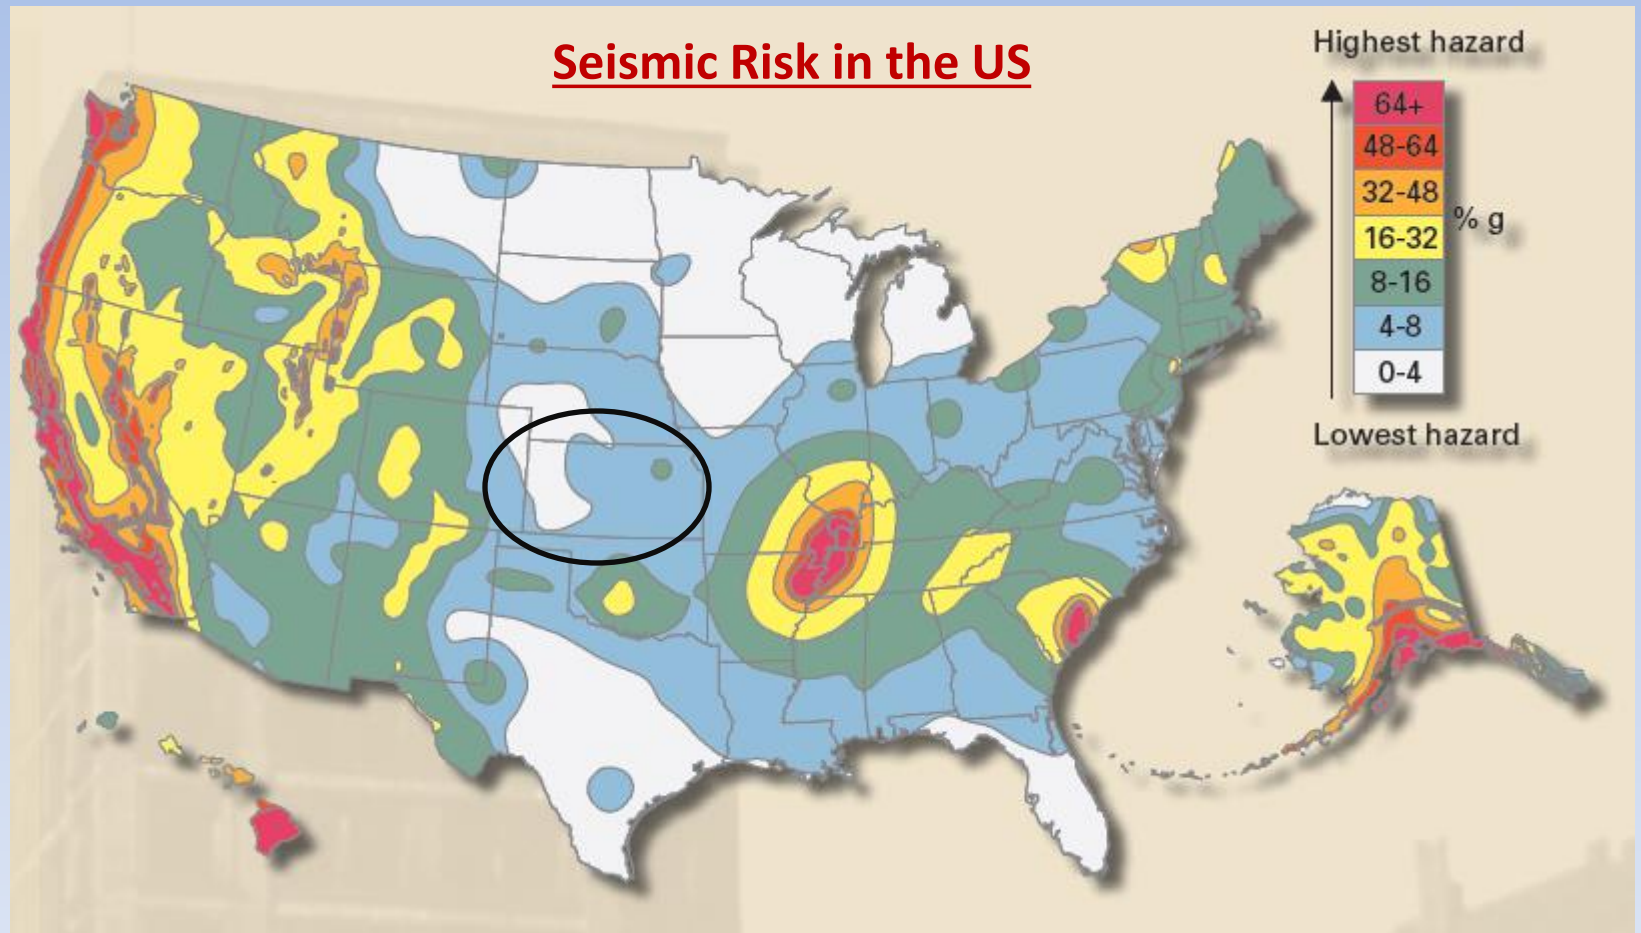 Seismic Risk in the US
Highest hazard
64+
48-64
32-48
16-32
% g
8-16
4-8
0-4
Lowest hazard